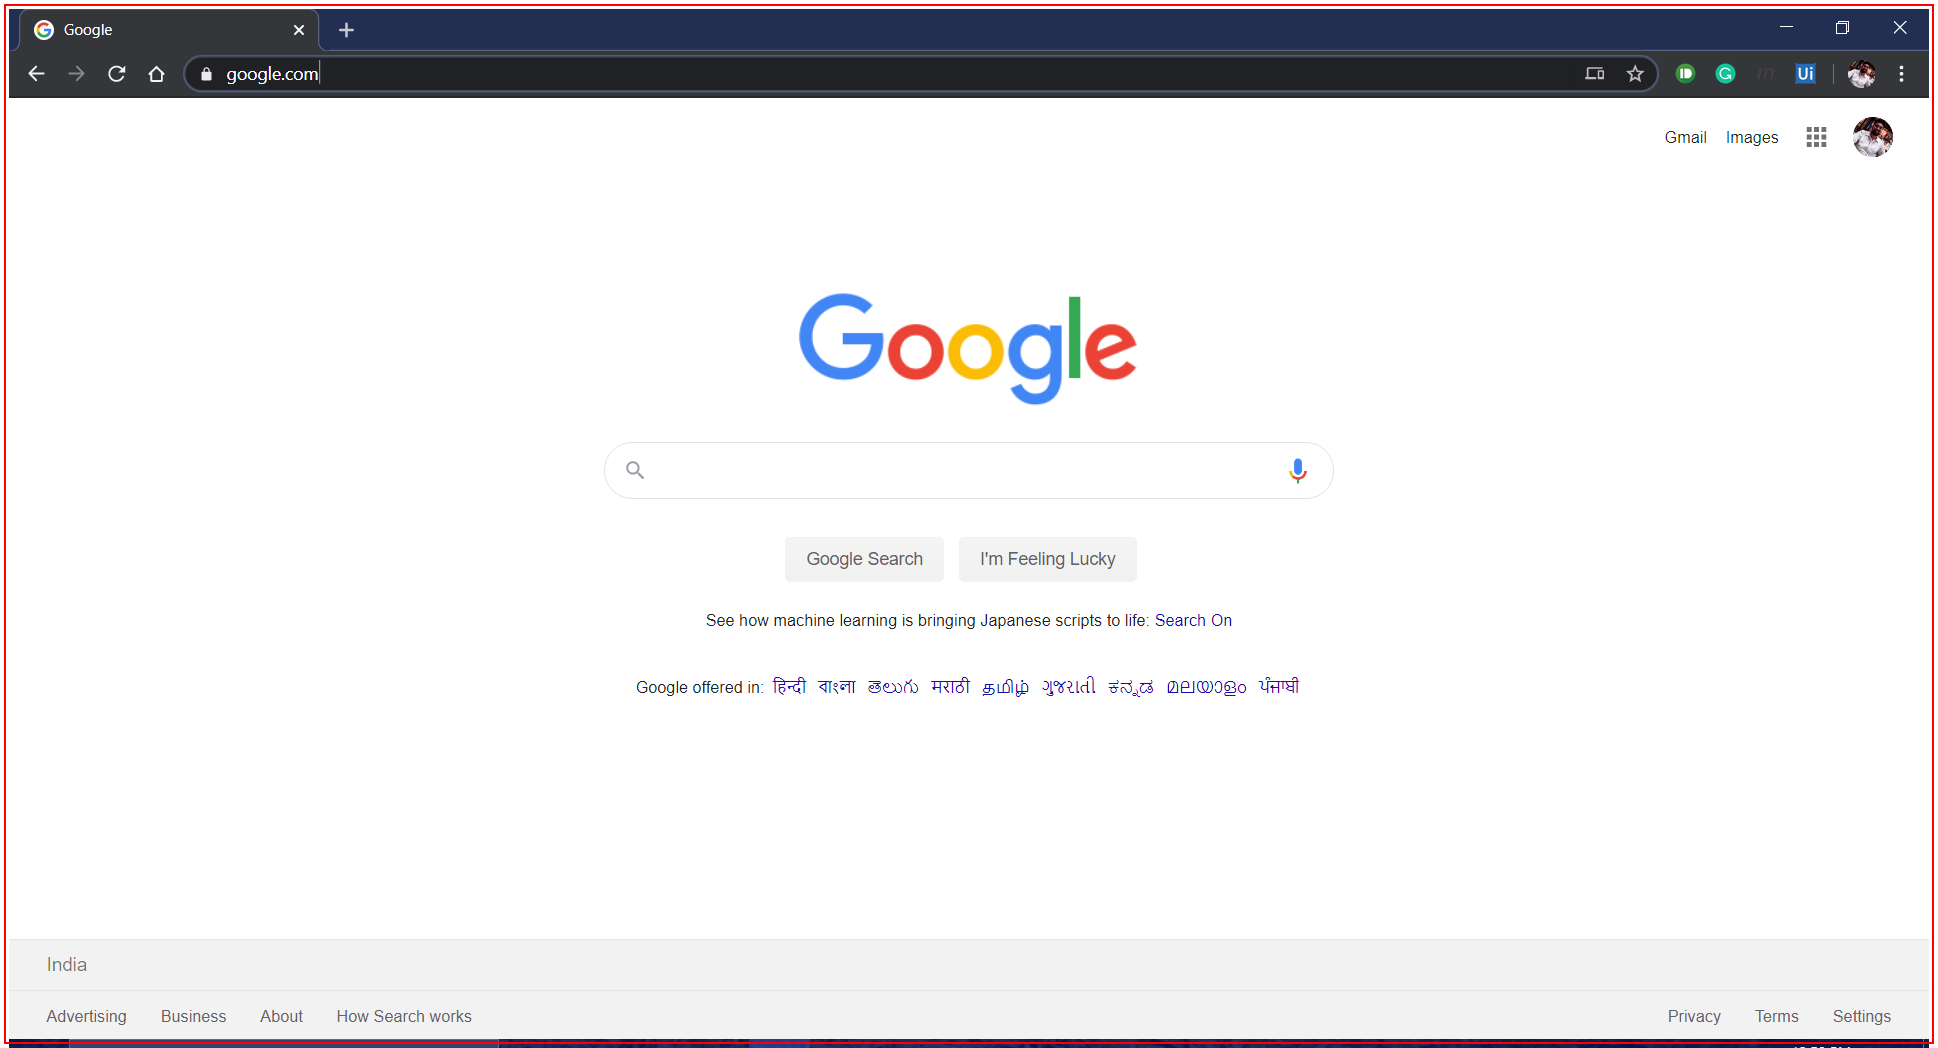 Google
google.com
Ui
Gmail Images
Google
Google Search I'm Feeling Lucky
See how machine learning is bringing Japanese scripts to life: Search On
Google offered in: हिन्दी বাংলা తెలుగు मराठी தமிழ் ગુજરાતી ಕನ್ನಡ മലയാളം ਪੰਜਾਬੀ
India
Advertising Business About How Search works Privacy Terms Settings